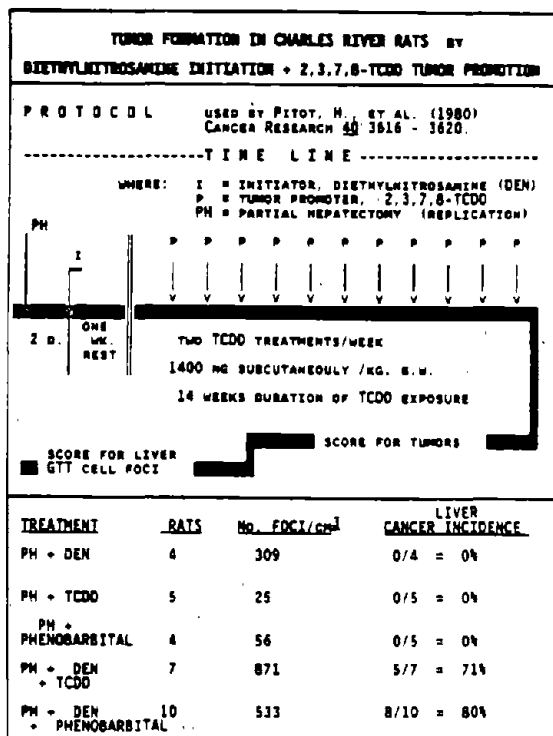 TUMOR FORMATION IN CHARLES RIVER RATS BY
DIETHYLNITROSAMINE INITIATION + 2,3,7,8-TCDD TUMOR PROMOTION
PROTOCOL USED BY PITOT, H., ET AL. (1980)
CANCER RESEARCH 40 3616 - 3620.
TIME LINE
WHERE: I = INITIATOR, DIETHYLNITROSAMINE (DEN)
P = TUMOR PROMOTER, 2,3,7,8-TCDD
PH = PARTIAL HEPATECTOMY (REPLICATION)
PH
I
P P P P P P P P P P
2 D.
ONE
WK.
REST
TWO TCDD TREATMENTS/WEEK
1400 NG SUBCUTANEOULY /KG. B.W.
14 WEEKS DURATION OF TCDD EXPOSURE
SCORE FOR TUMORS
SCORE FOR LIVER
GTT CELL FOCI
TREATMENT RATS NO. FOCI/CM3 LIVER CANCER INCIDENCE
PH + DEN 4 309 0/4 = 0%
PH + TCDD 5 25 0/5 = 0%
PH +
PHENOBARBITAL 4 56 0/5 = 0%
PH + DEN 7 871 5/7 = 71%
+ TCDD
PH + DEN 10 533 8/10 = 80%
+ PHENOBARBITAL